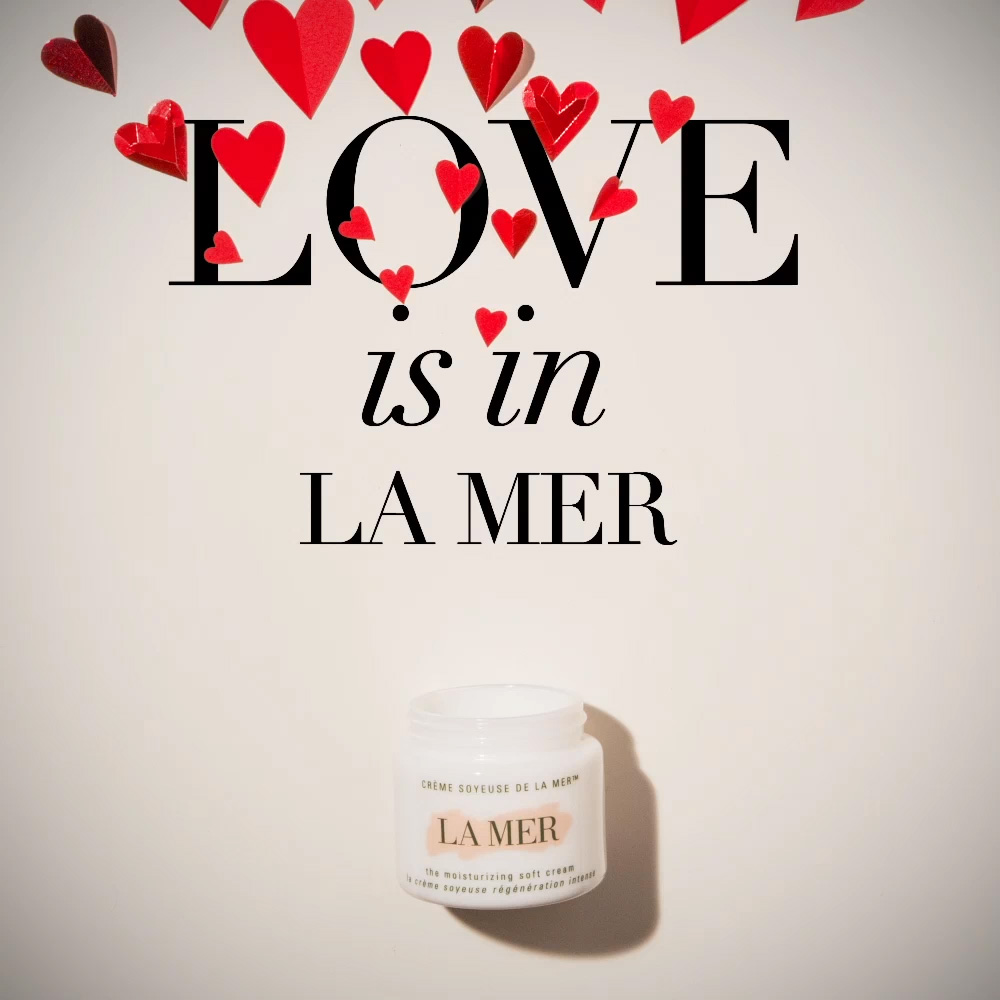 LOVE
is in
LA MER
CRÈME SOYEUSE DE LA MER™
LA MER
the moisturizing soft cream
la crème soyeuse régénération intense